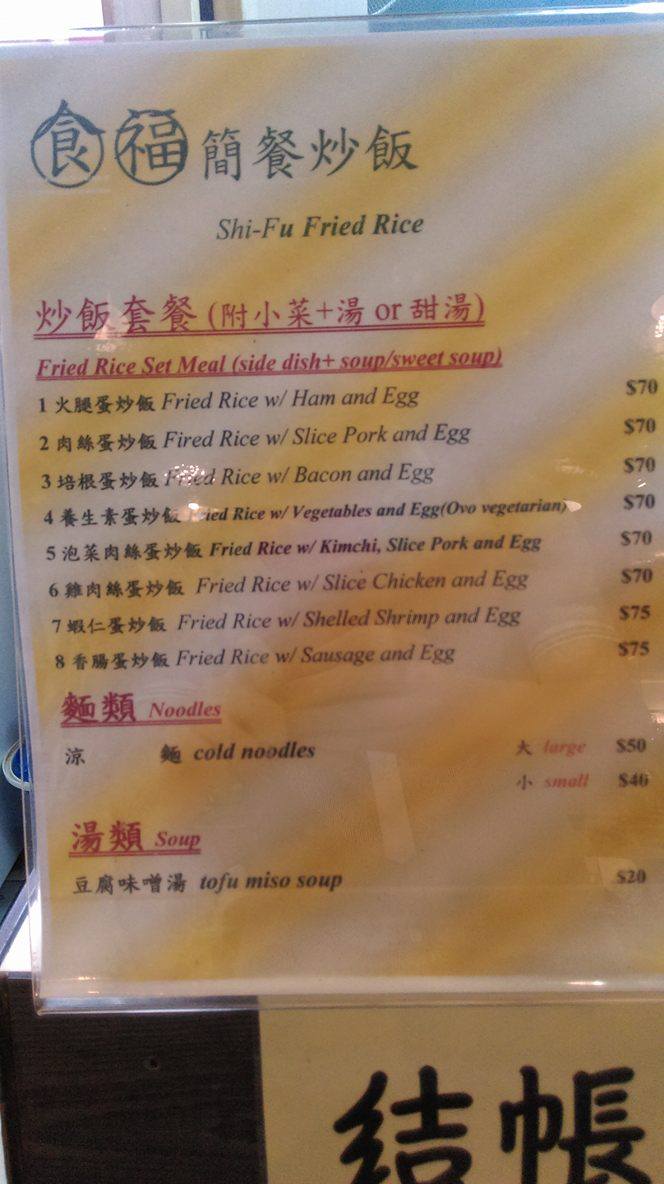 食福簡餐炒飯
Shi-Fu Fried Rice
炒飯套餐 (附小菜+湯 or 甜湯)
Fried Rice Set Meal (side dish+ soup/sweet soup)
1 火腿蛋炒飯 Fried Rice w/ Ham and Egg $70
2 肉絲蛋炒飯 Fired Rice w/ Slice Pork and Egg $70
3 培根蛋炒飯 Fried Rice w/ Bacon and Egg $70
4 養生素蛋炒飯 Fried Rice w/ Vegetables and Egg(Ovo vegetarian) $70
5 泡菜肉絲蛋炒飯 Fried Rice w/ Kimchi, Slice Pork and Egg $70
6 雞肉絲蛋炒飯 Fried Rice w/ Slice Chicken and Egg $70
7 蝦仁蛋炒飯 Fried Rice w/ Shelled Shrimp and Egg $75
8 香腸蛋炒飯 Fried Rice w/ Sausage and Egg $75
麵類 Noodles
涼 麵 cold noodles 大 large $50
小 small $40
湯類 Soup
豆腐味噌湯 tofu miso soup $20
結帳